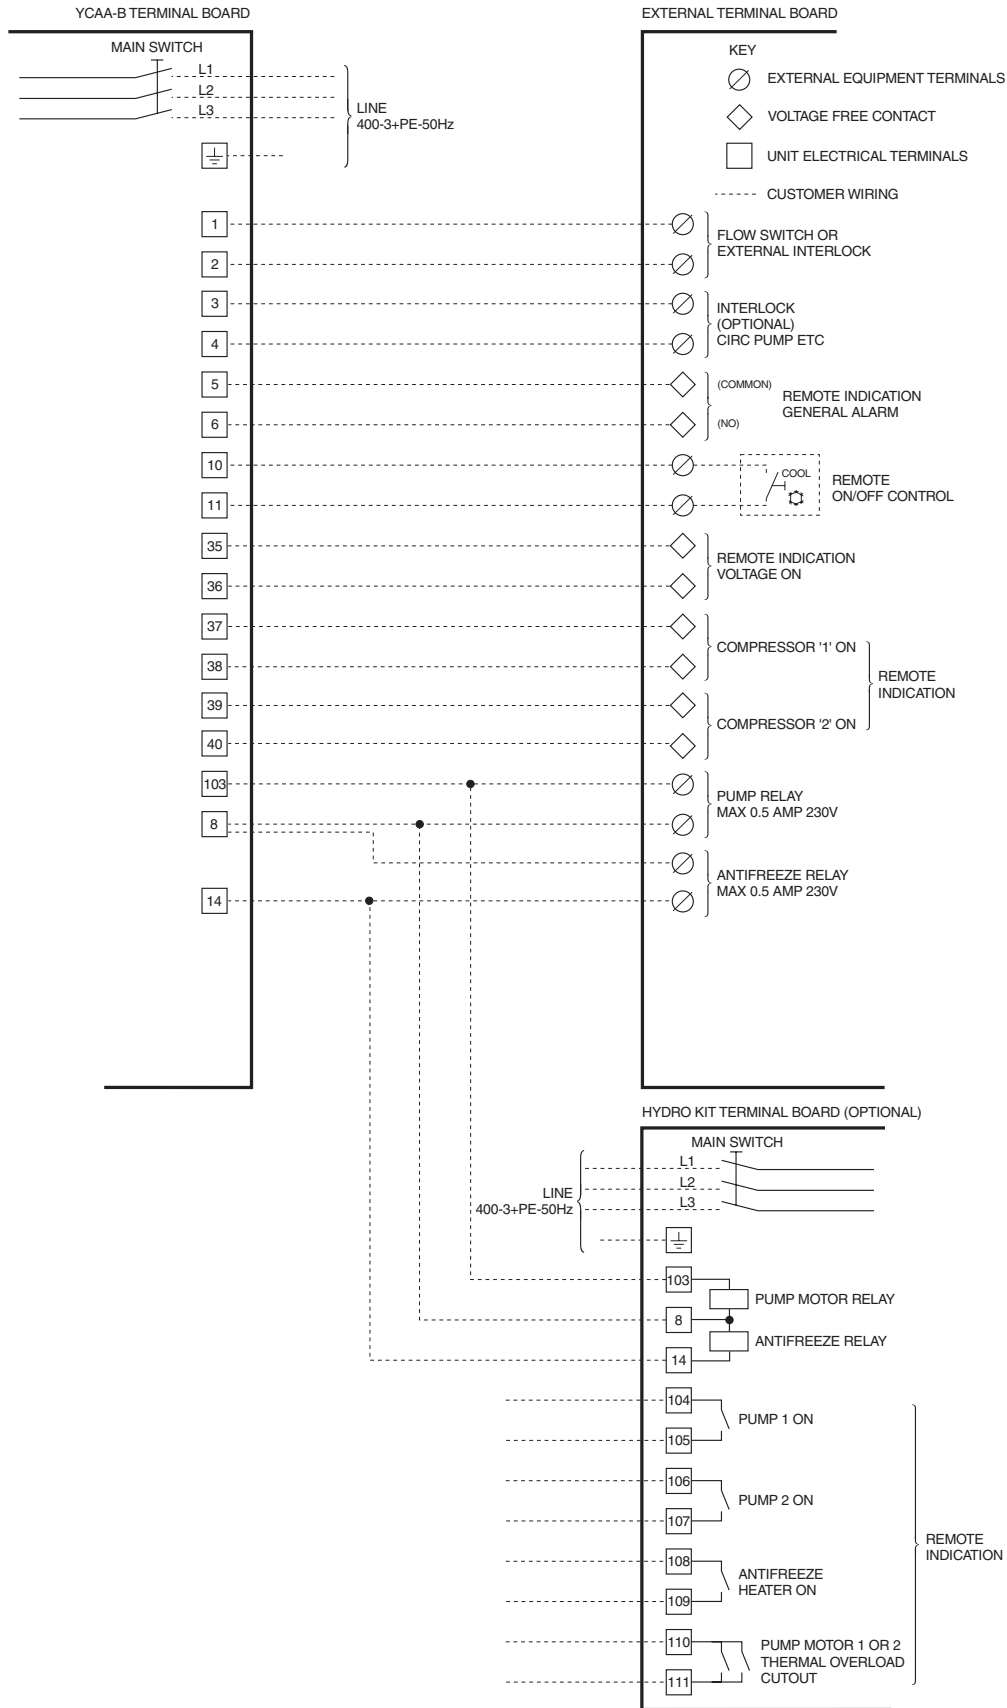 YCAA-B TERMINAL BOARD
EXTERNAL TERMINAL BOARD
MAIN SWITCH
L1
L2
L3
LINE
400-3+PE-50Hz
KEY
EXTERNAL EQUIPMENT TERMINALS
VOLTAGE FREE CONTACT
UNIT ELECTRICAL TERMINALS
CUSTOMER WIRING
1
2
FLOW SWITCH OR
EXTERNAL INTERLOCK
3
4
INTERLOCK
(OPTIONAL)
CIRC PUMP ETC
5
(COMMON)
6
(NO)
REMOTE INDICATION
GENERAL ALARM
10
11
COOL
REMOTE
ON/OFF CONTROL
35
36
REMOTE INDICATION
VOLTAGE ON
37
38
COMPRESSOR '1' ON
39
40
COMPRESSOR '2' ON
REMOTE
INDICATION
103
8
PUMP RELAY
MAX 0.5 AMP 230V
14
ANTIFREEZE RELAY
MAX 0.5 AMP 230V
HYDRO KIT TERMINAL BOARD (OPTIONAL)
MAIN SWITCH
L1
L2
L3
LINE
400-3+PE-50Hz
103
PUMP MOTOR RELAY
8
ANTIFREEZE RELAY
14
104
PUMP 1 ON
105
106
PUMP 2 ON
107
108
ANTIFREEZE
HEATER ON
109
110
PUMP MOTOR 1 OR 2
THERMAL OVERLOAD
CUTOUT
111
REMOTE
INDICATION